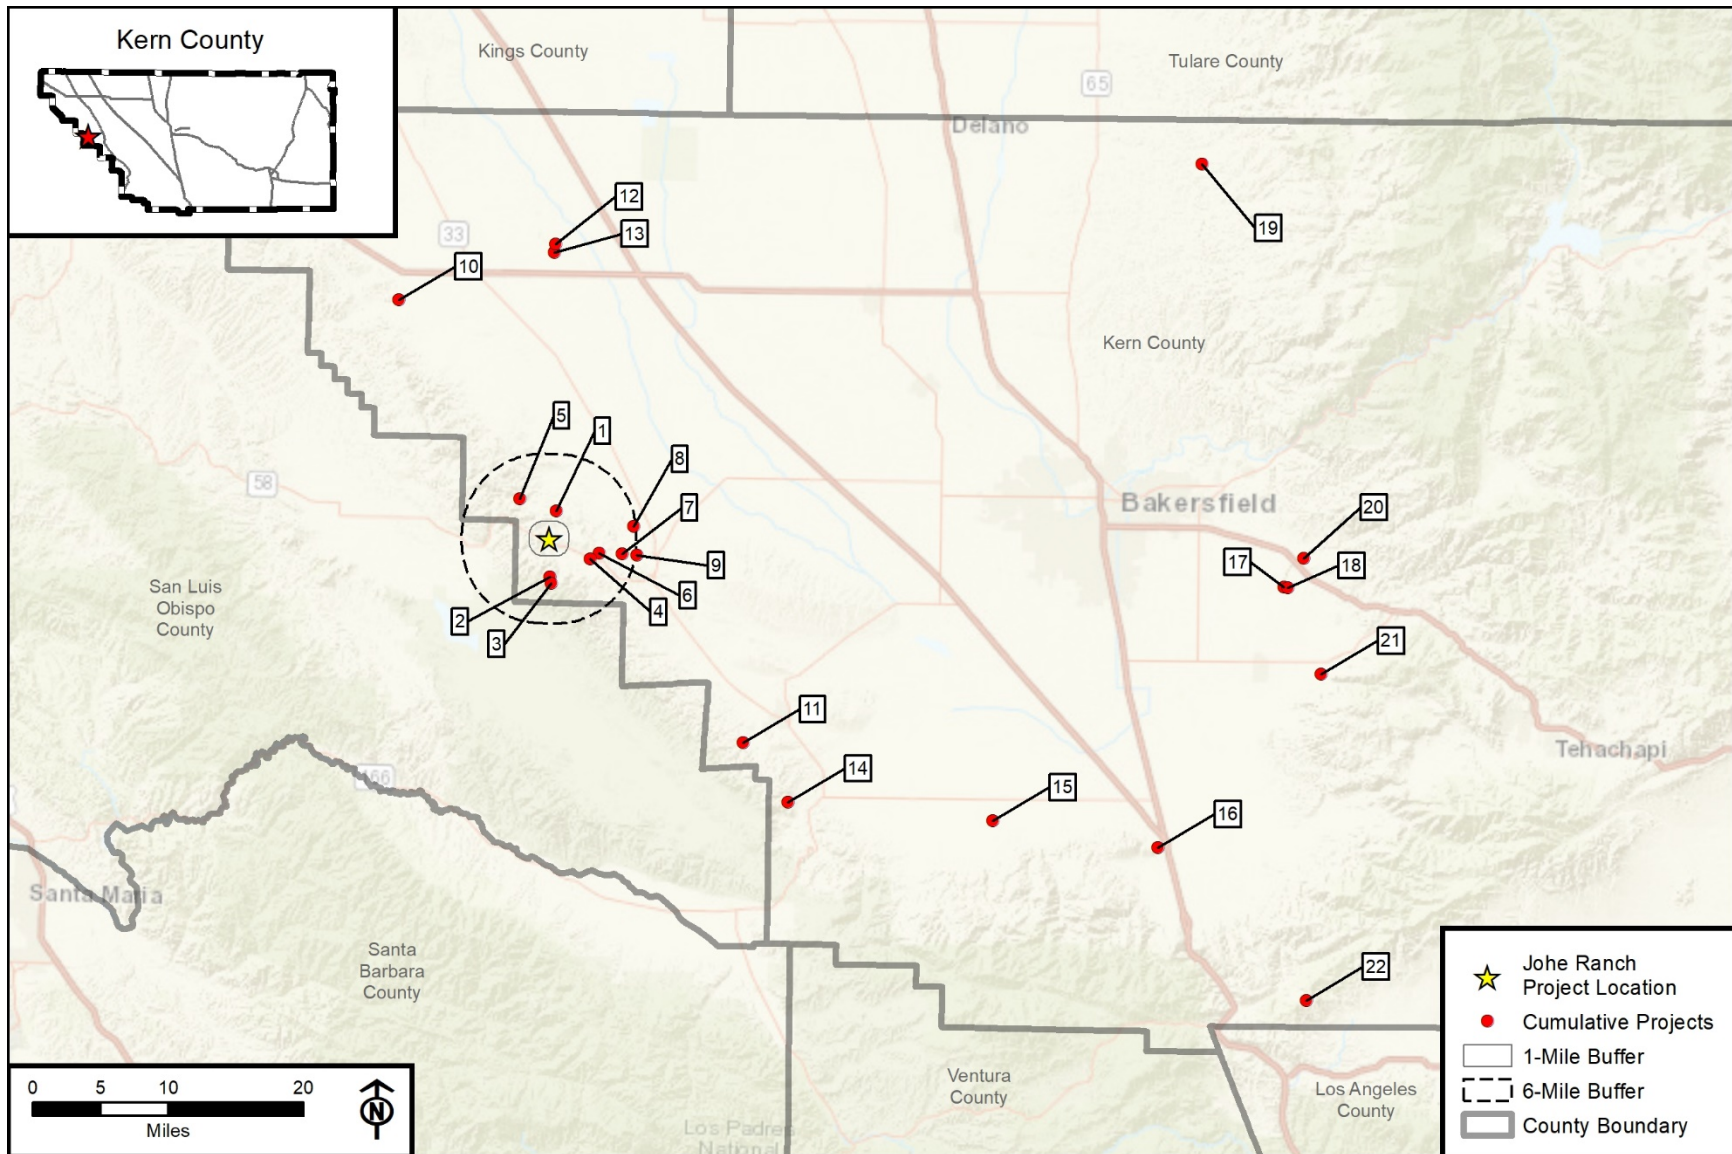 Kern County
Kings County
Tulare County
65
Delano
33
12
13
10
19
Kern County
5
1
8
58
7
Bakersfield
20
17
18
9
6
4
2
3
San Luis
Obispo
County
21
11
14
15
16
Tehachapi
166
Santa Maria
Santa
Barbara
County
22
Ventura
County
Los Angeles
County
Los Padres
National
0 5 10 20
Miles
N
Johe Ranch
Project Location
Cumulative Projects
1-Mile Buffer
6-Mile Buffer
County Boundary